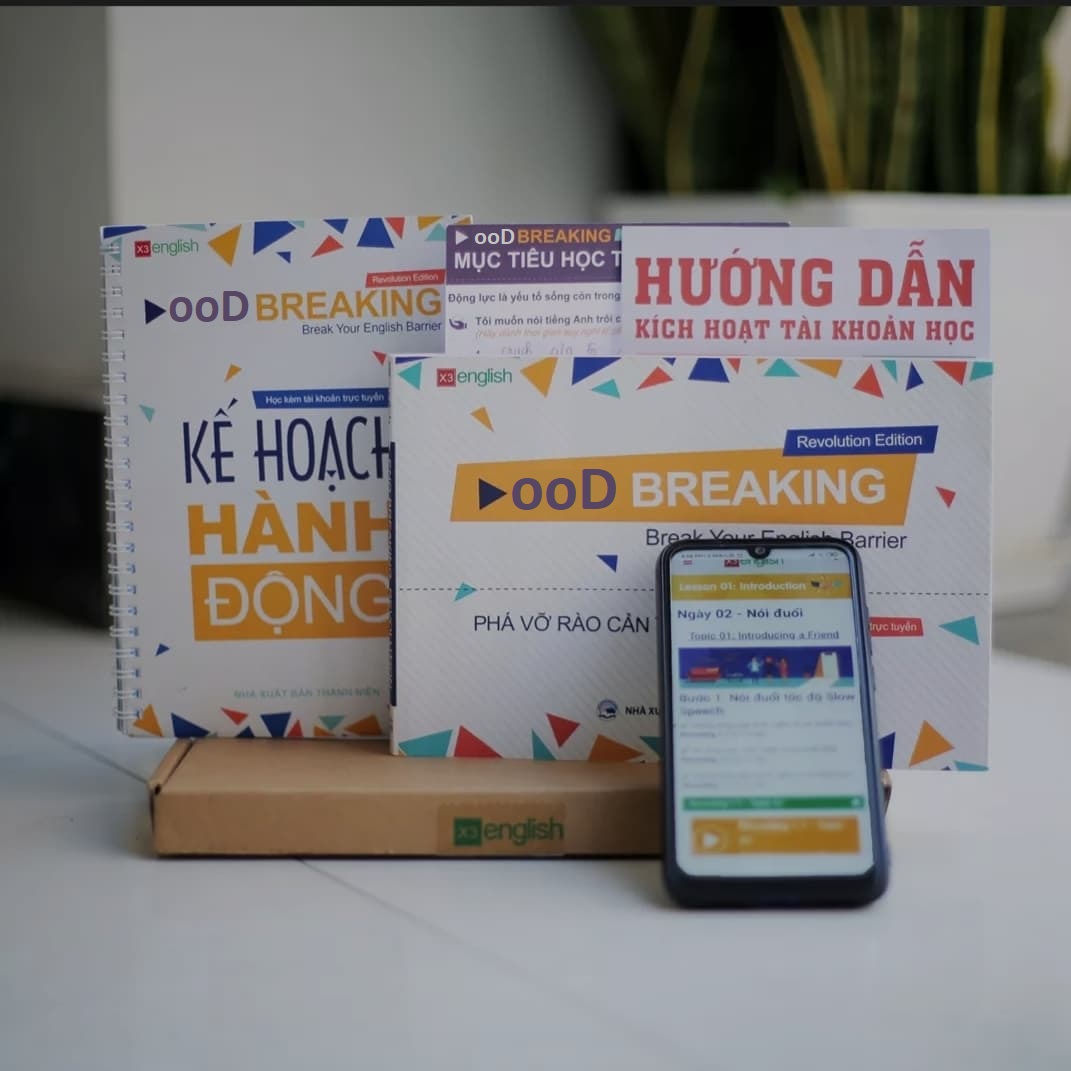 X3english
Revolution Edition
ooD BREAKING
Break Your English Barrier
Học kèm tài khoản trực tuyến
KẾ HOẠCH
HÀNH
ĐỘNG
NHÀ XUẤT BẢN THANH NIÊN
ooD BREAKING
MỤC TIÊU HỌC T
Động lực là yếu tố sống còn trong
Tôi muốn nói tiếng Anh trôi c
HƯỚNG DẪN
KÍCH HOẠT TÀI KHOẢN HỌC
X3english
Revolution Edition
ooD BREAKING
Break Your English Barrier
PHÁ VỠ RÀO CẢN
trực tuyến
NHÀ XU
Lesson 01: Introduction
Ngày 02 - Nói đuổi
Topic 01: Introducing a Friend
Bước 1. Nói đuổi tốc độ Slow
Speech
X3english